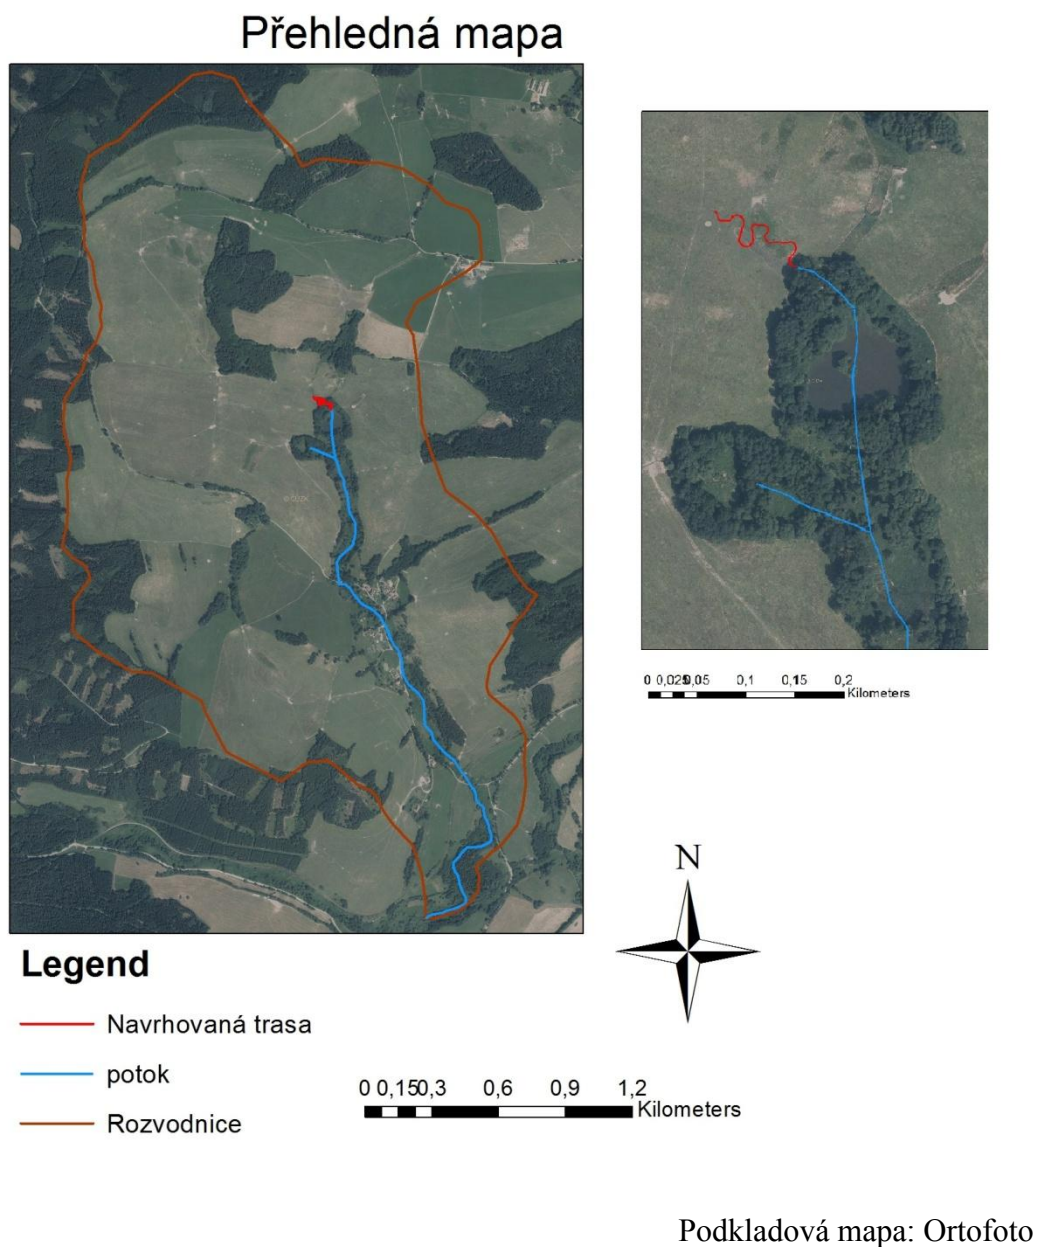 Přehledná mapa
0 0,025 0,05 0,1 0,15 0,2
Kilometers
N
Legend
Navrhovaná trasa
potok
Rozvodnice
0 0,15 0,3 0,6 0,9 1,2
Kilometers
Podkladová mapa: Ortofoto